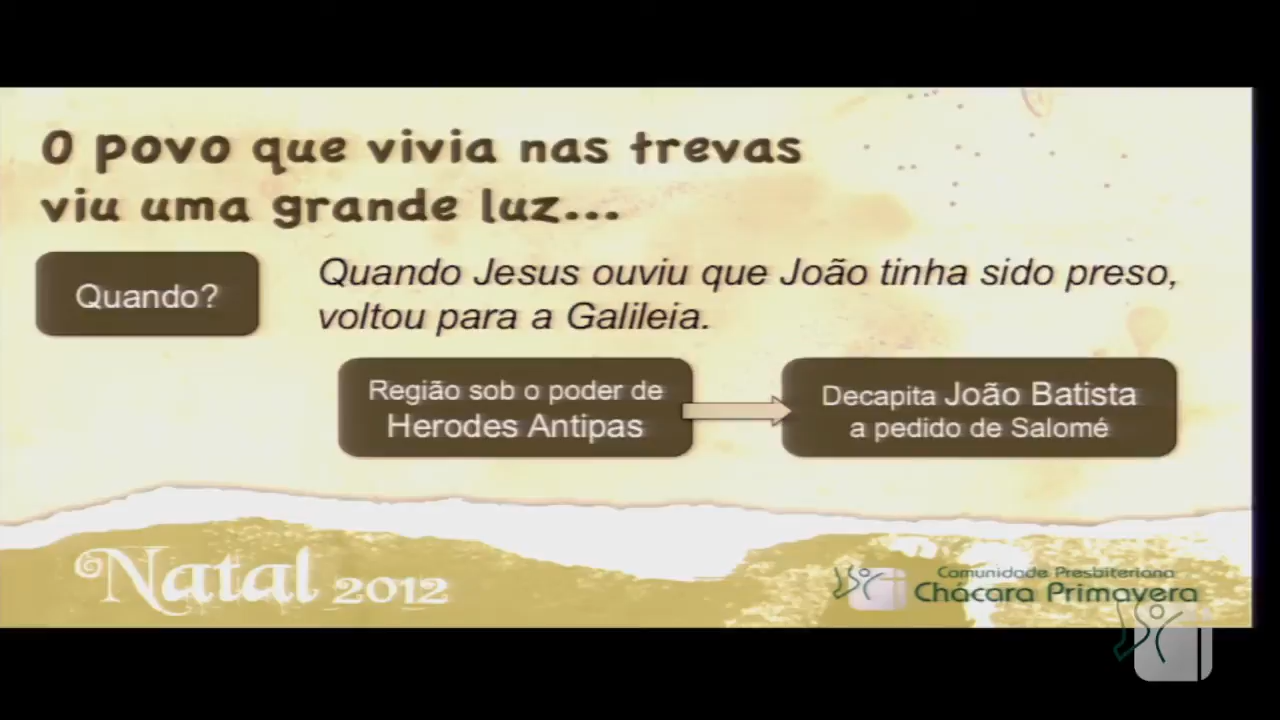 O povo que vivia nas trevas
viu uma grande luz...
Quando?
Quando Jesus ouviu que João tinha sido preso,
voltou para a Galileia.
Região sob o poder de
Herodes Antipas
Decapita João Batista
a pedido de Salomé
Natal 2012
Comunidade Presbiteriana
Chácara Primavera